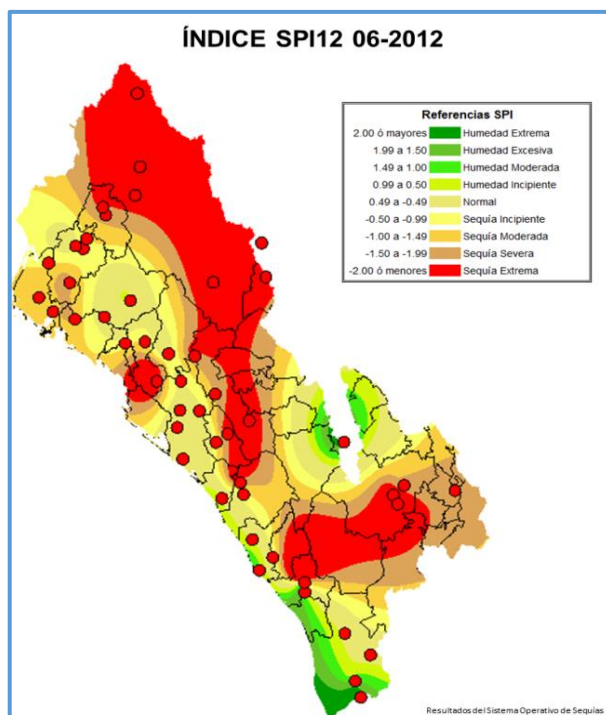 ÍNDICE SPI12 06-2012
Referencias SPI
2.00 ó mayores Humedad Extrema
1.99 a 1.50 Humedad Excesiva
1.49 a 1.00 Humedad Moderada
0.99 a 0.50 Humedad Incipiente
0.49 a -0.49 Normal
-0.50 a -0.99 Sequía Incipiente
-1.00 a -1.49 Sequía Moderada
-1.50 a -1.99 Sequía Severa
-2.00 ó menores Sequía Extrema
Resultados del Sistema Operativo de Sequías